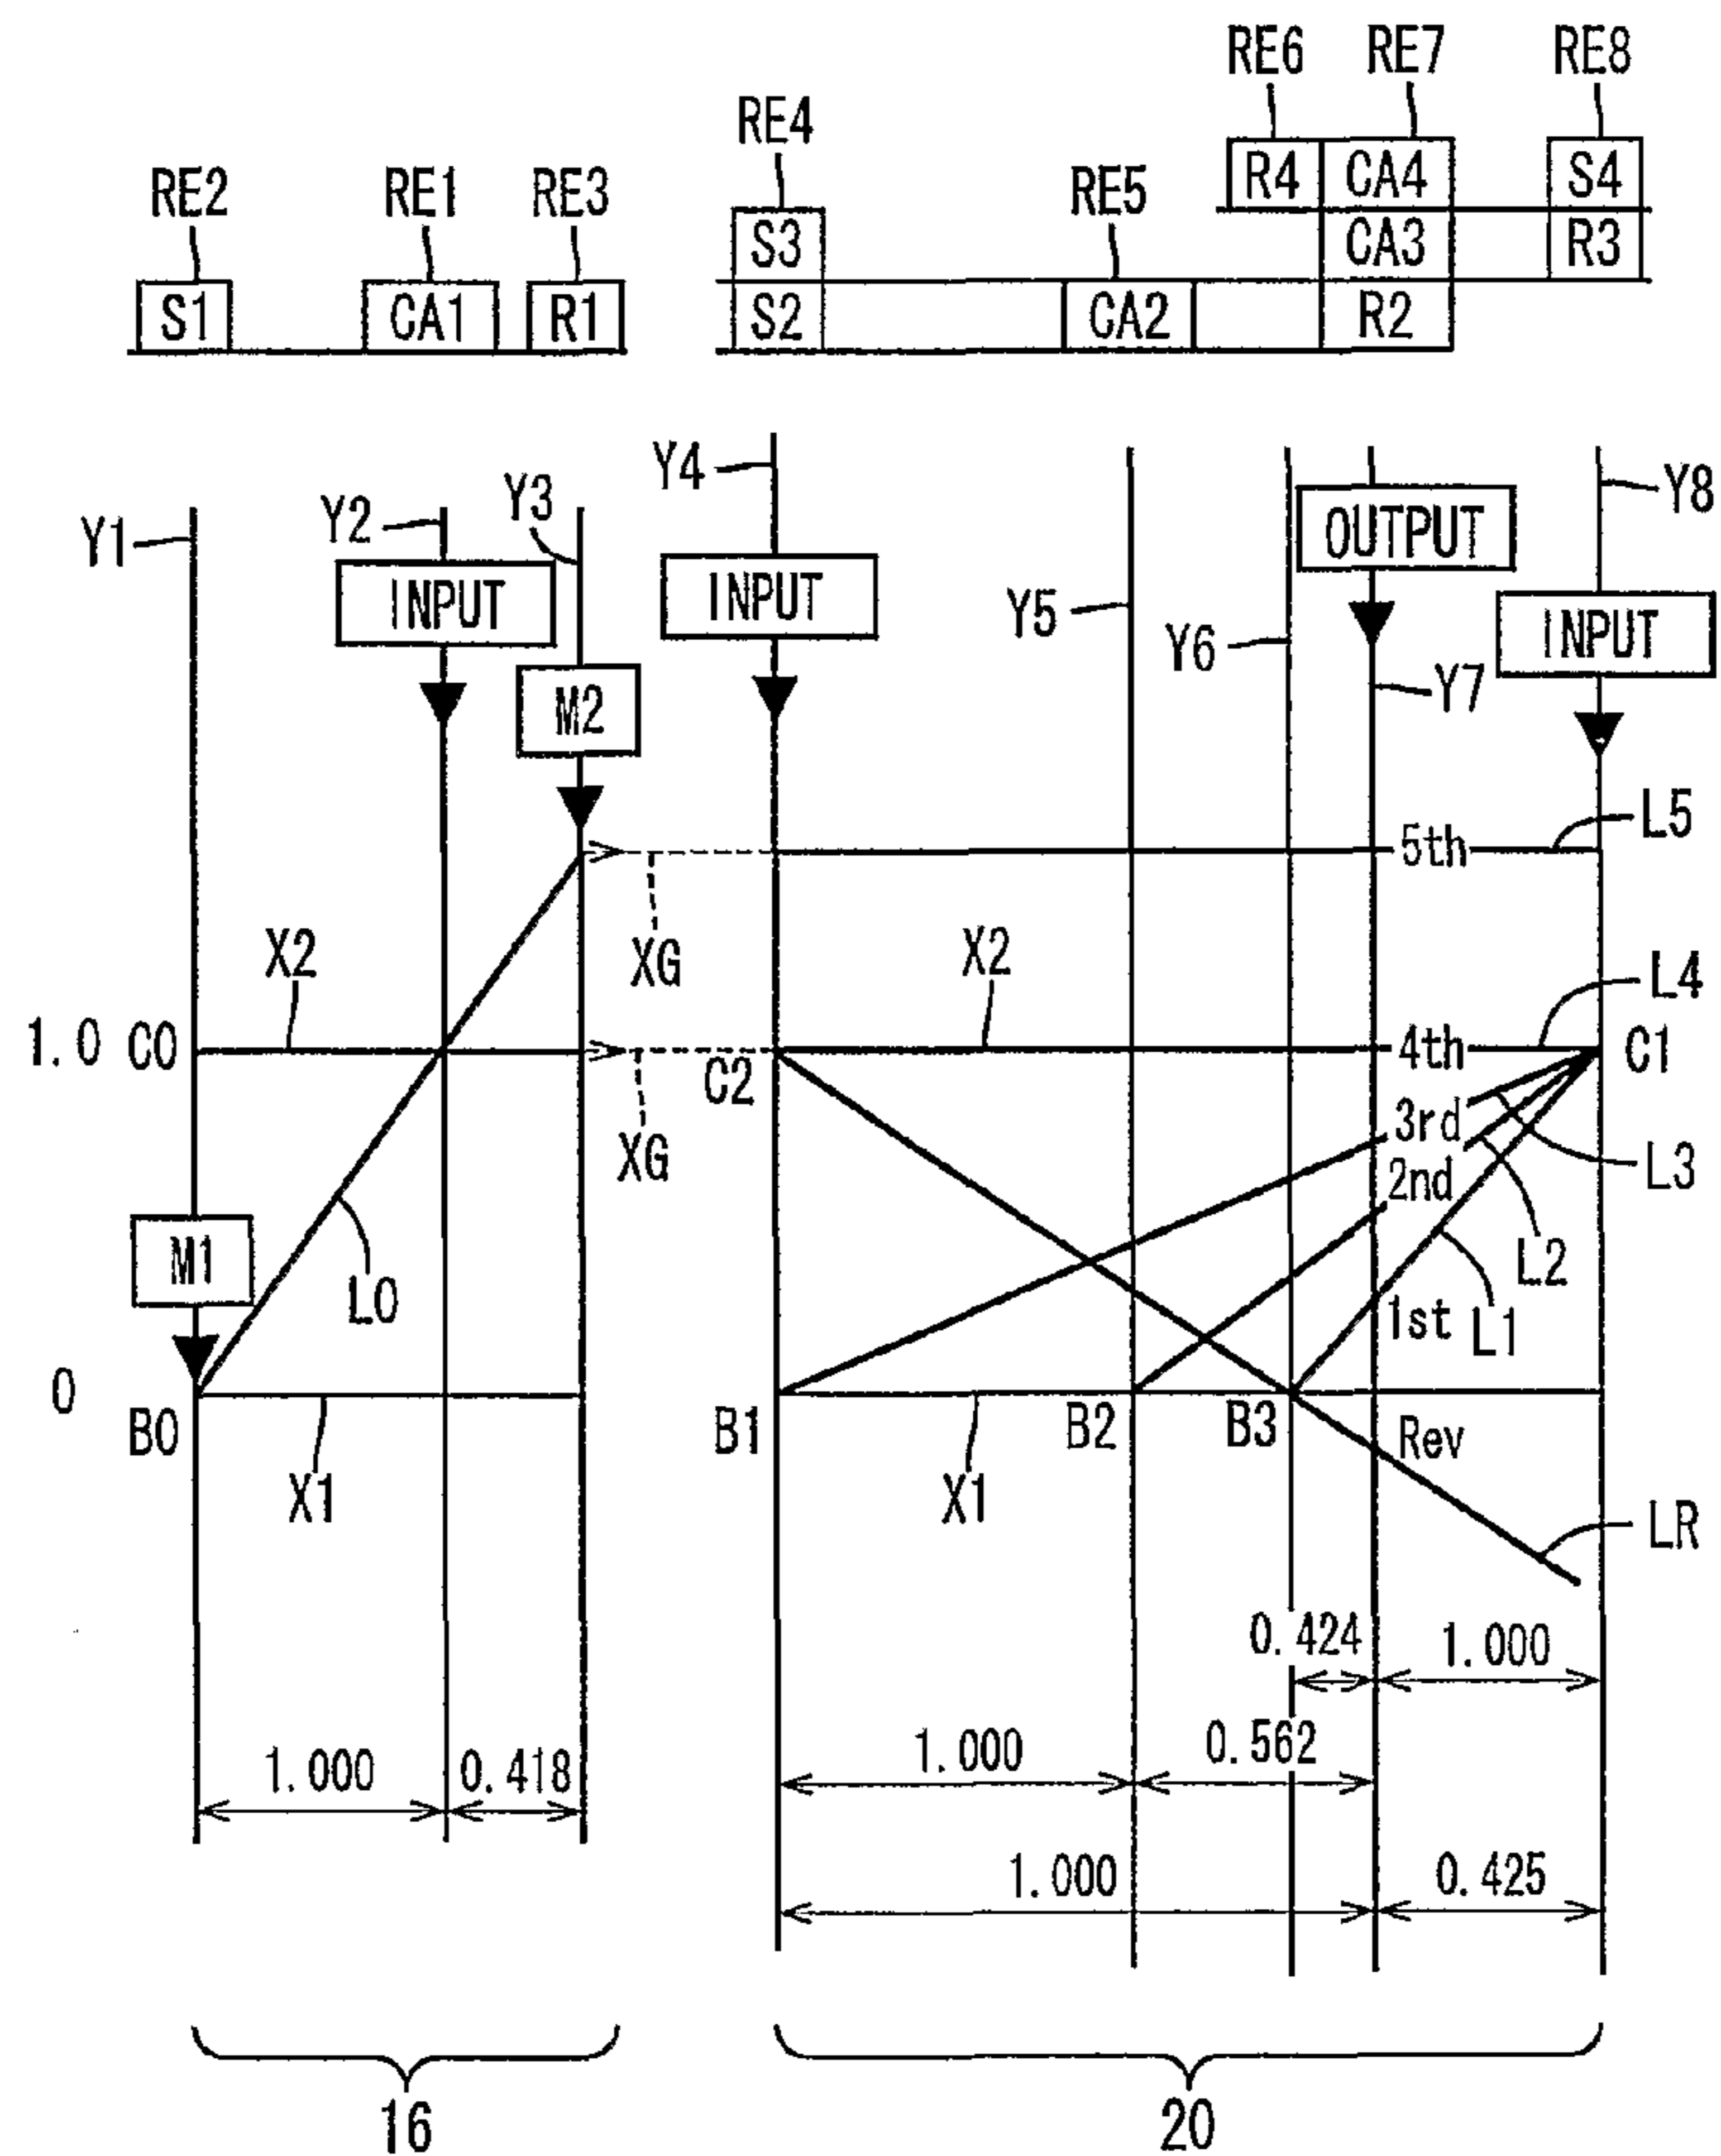 RE6 RE7 RE8
RE4
RE2 RE1 RE3 RE5 R4 CA4 S4
S3 CA3 R3
S1 CA1 R1 S2 CA2 R2
Y1 Y2 Y3 Y4 Y5 Y6 Y7 Y8
INPUT INPUT OUTPUT INPUT
M2
5th L5
XG
X2 X2 L4
1.0 C0 C2 4th C1
XG
3rd L3
2nd L2
M1 L0 1st L1
0
B0 B1 B2 B3 Rev
X1 X1 LR
0.424 1.000
1.000 0.562
1.000 0.418
1.000 0.425
16 20